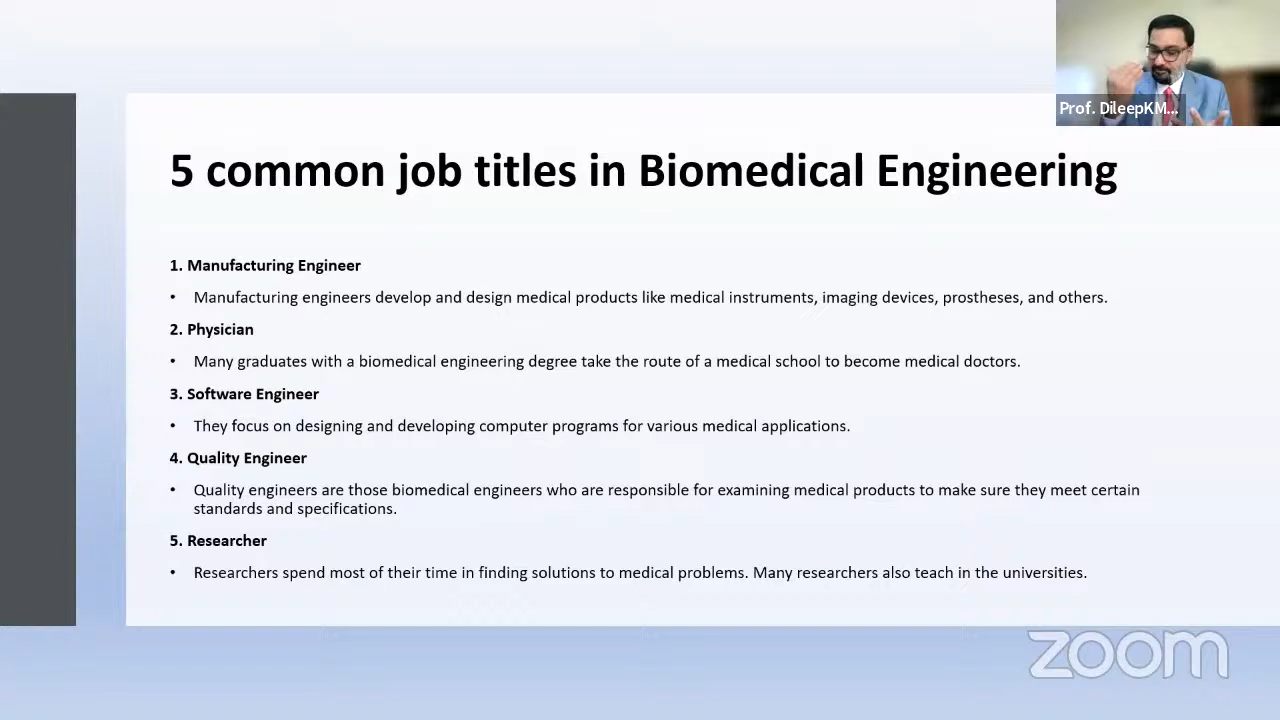 Prof. DileepKM...
5 common job titles in Biomedical Engineering
1. Manufacturing Engineer
• Manufacturing engineers develop and design medical products like medical instruments, imaging devices, prostheses, and others.
2. Physician
• Many graduates with a biomedical engineering degree take the route of a medical school to become medical doctors.
3. Software Engineer
• They focus on designing and developing computer programs for various medical applications.
4. Quality Engineer
• Quality engineers are those biomedical engineers who are responsible for examining medical products to make sure they meet certain
standards and specifications.
5. Researcher
• Researchers spend most of their time in finding solutions to medical problems. Many researchers also teach in the universities.
zoom